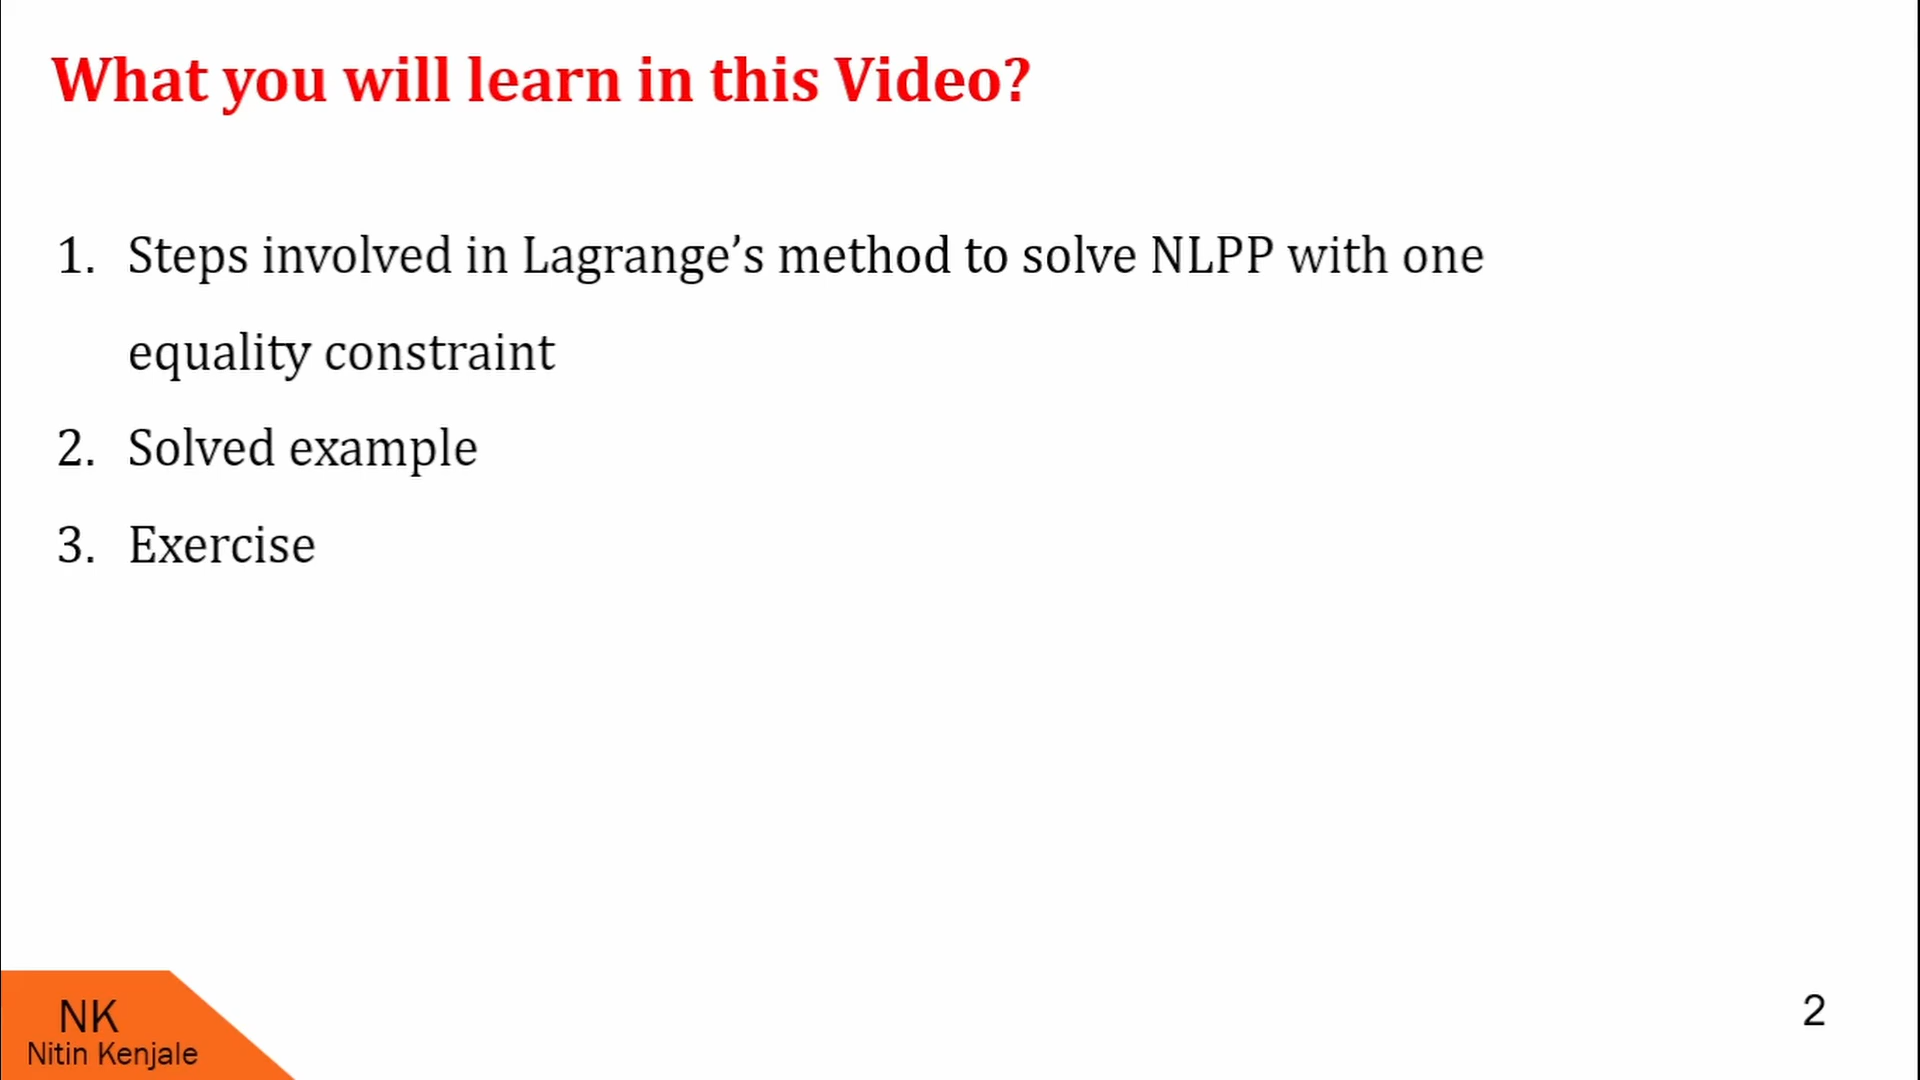 What you will learn in this Video?
1. Steps involved in Lagrange’s method to solve NLPP with one
equality constraint
2. Solved example
3. Exercise
NK
Nitin Kenjale
2